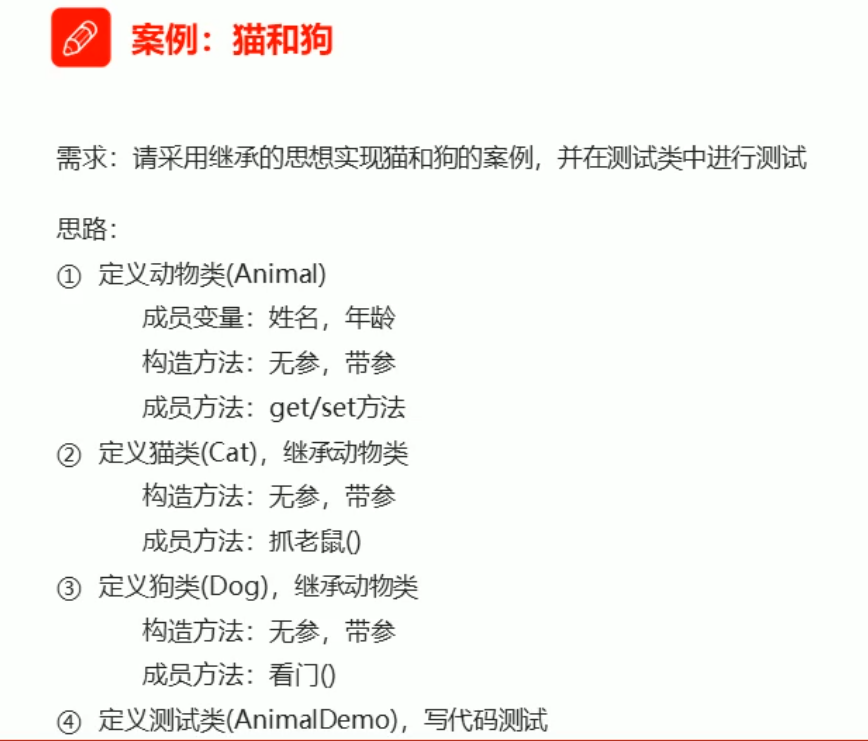 案例：猫和狗
需求：请采用继承的思想实现猫和狗的案例，并在测试类中进行测试
思路：
① 定义动物类(Animal)
成员变量：姓名，年龄
构造方法：无参，带参
成员方法：get/set方法
② 定义猫类(Cat)，继承动物类
构造方法：无参，带参
成员方法：抓老鼠()
③ 定义狗类(Dog)，继承动物类
构造方法：无参，带参
成员方法：看门()
④ 定义测试类(AnimalDemo)，写代码测试